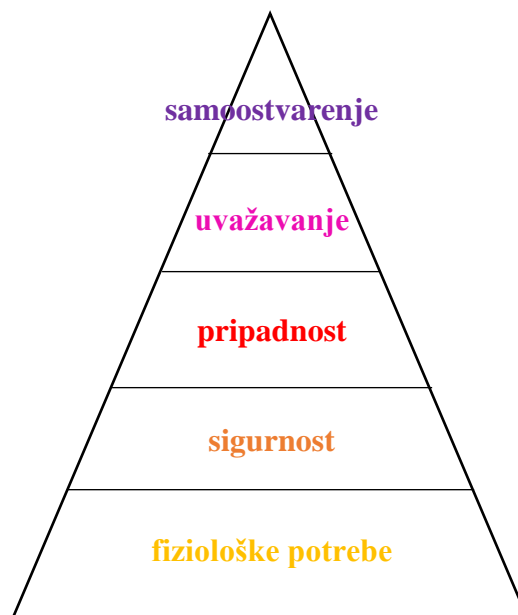 samoostvarenje
uvažavanje
pripadnost
sigurnost
fiziološke potrebe